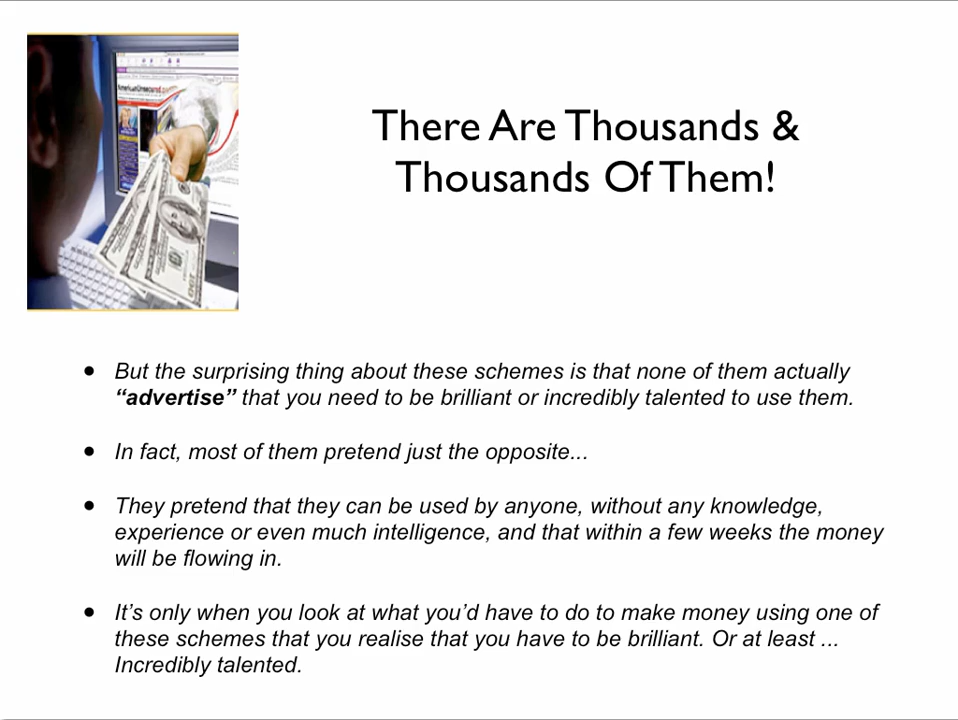 AmericanUnsecured.com
There Are Thousands &
Thousands Of Them!
• But the surprising thing about these schemes is that none of them actually
“advertise” that you need to be brilliant or incredibly talented to use them.
• In fact, most of them pretend just the opposite...
• They pretend that they can be used by anyone, without any knowledge,
experience or even much intelligence, and that within a few weeks the money
will be flowing in.
• It’s only when you look at what you’d have to do to make money using one of
these schemes that you realise that you have to be brilliant. Or at least ...
Incredibly talented.